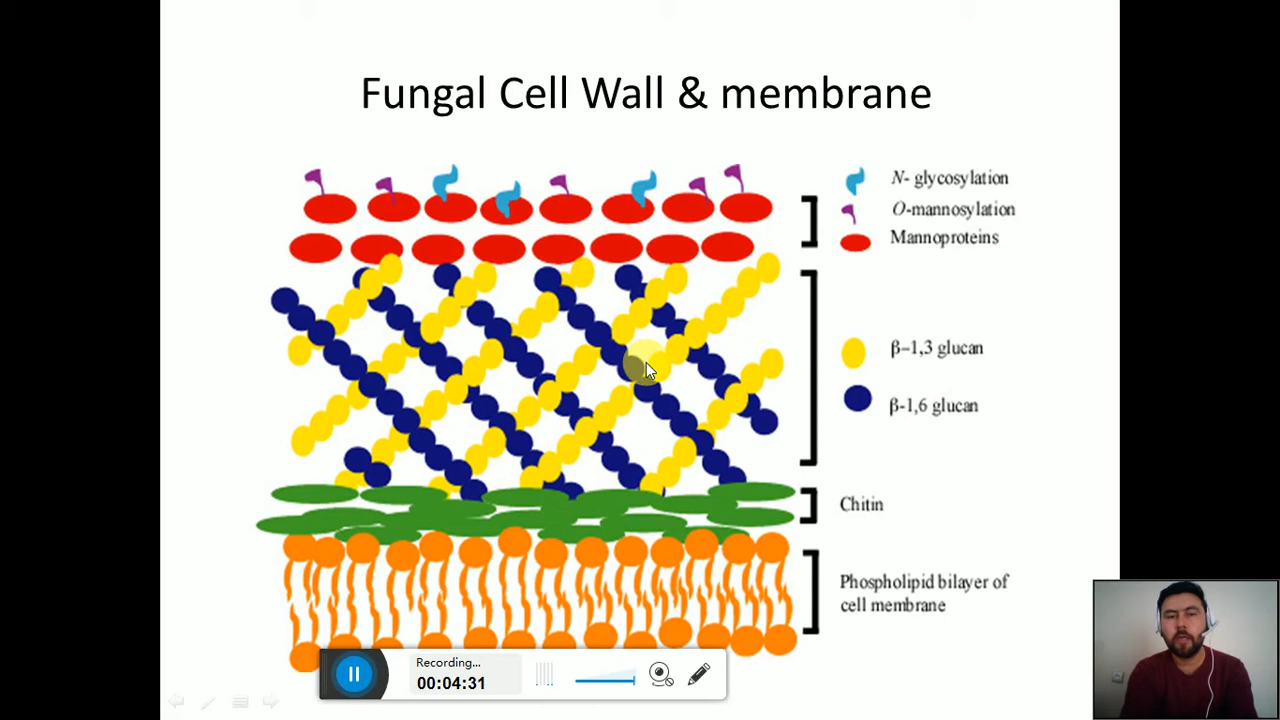 Fungal Cell Wall & membrane
N- glycosylation
O-mannosylation
Mannoproteins
β–1,3 glucan
β-1,6 glucan
Chitin
Phospholipid bilayer of
cell membrane
Recording...
00:04:31